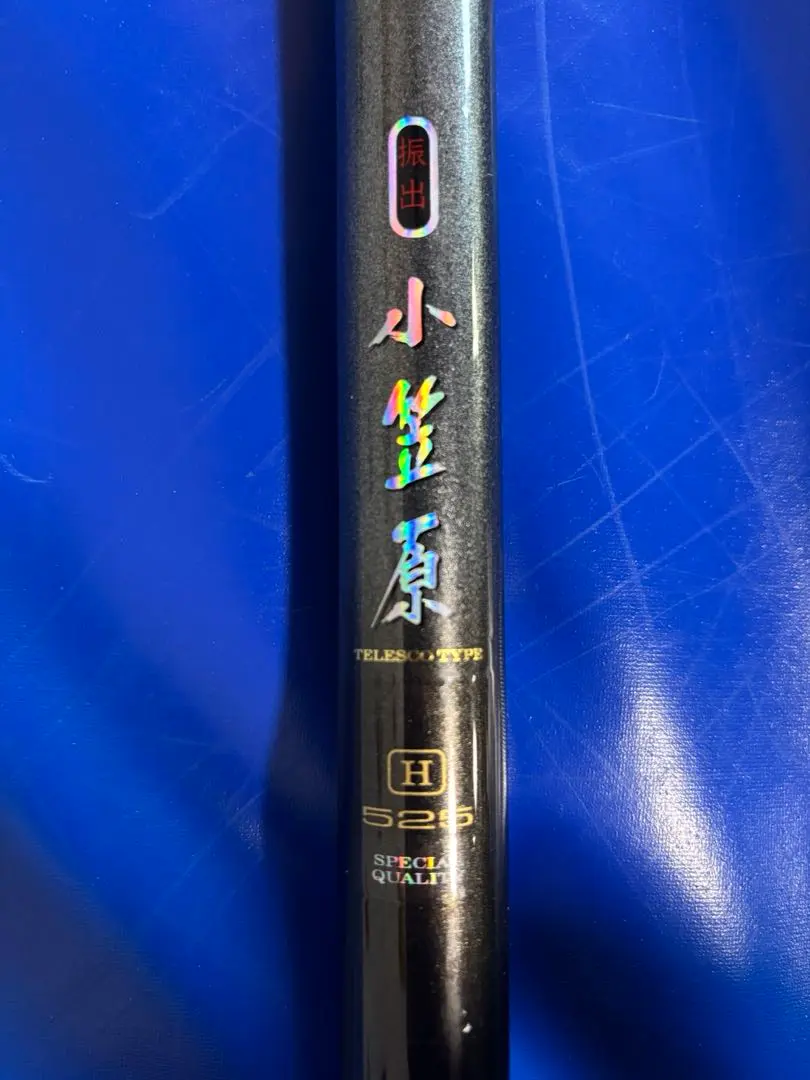 振出
小笠原
TELESCO TYPE
H
525
SPECIAL
QUALITY